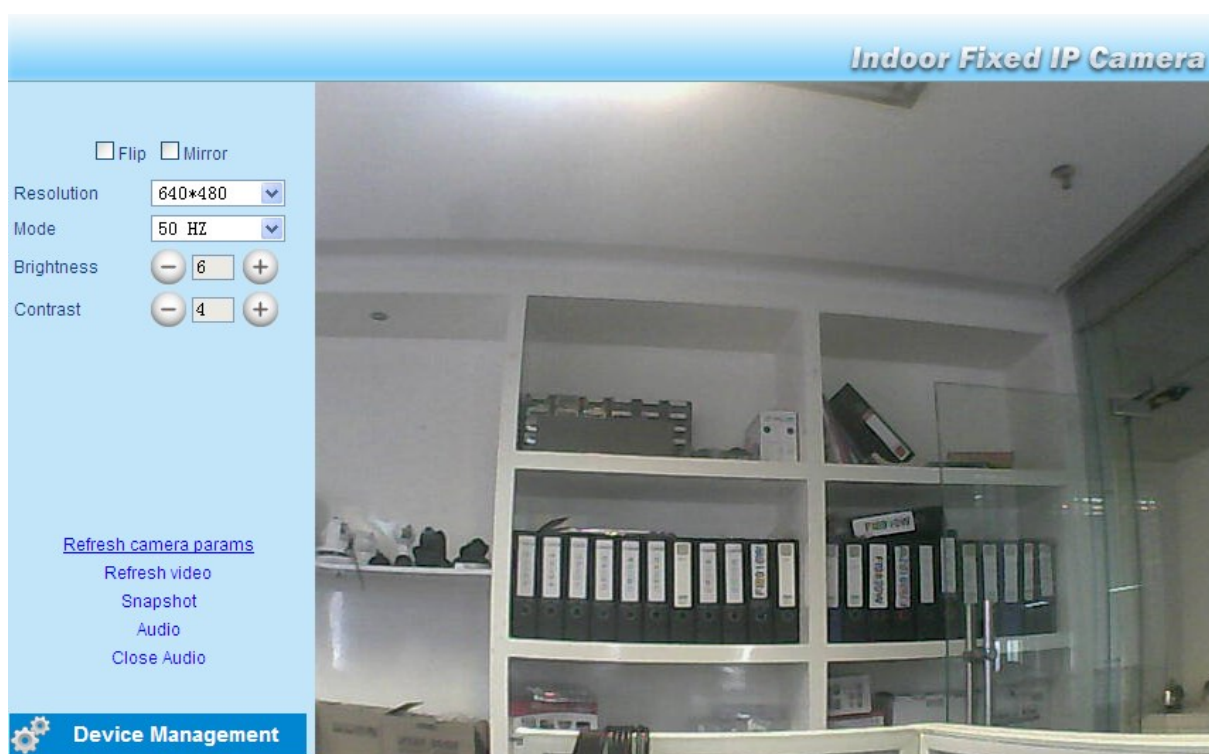 Indoor Fixed IP Camera
Flip Mirror
Resolution 640*480
Mode 50 HZ
Brightness 6
Contrast 4
Refresh camera params
Refresh video
Snapshot
Audio
Close Audio
Device Management